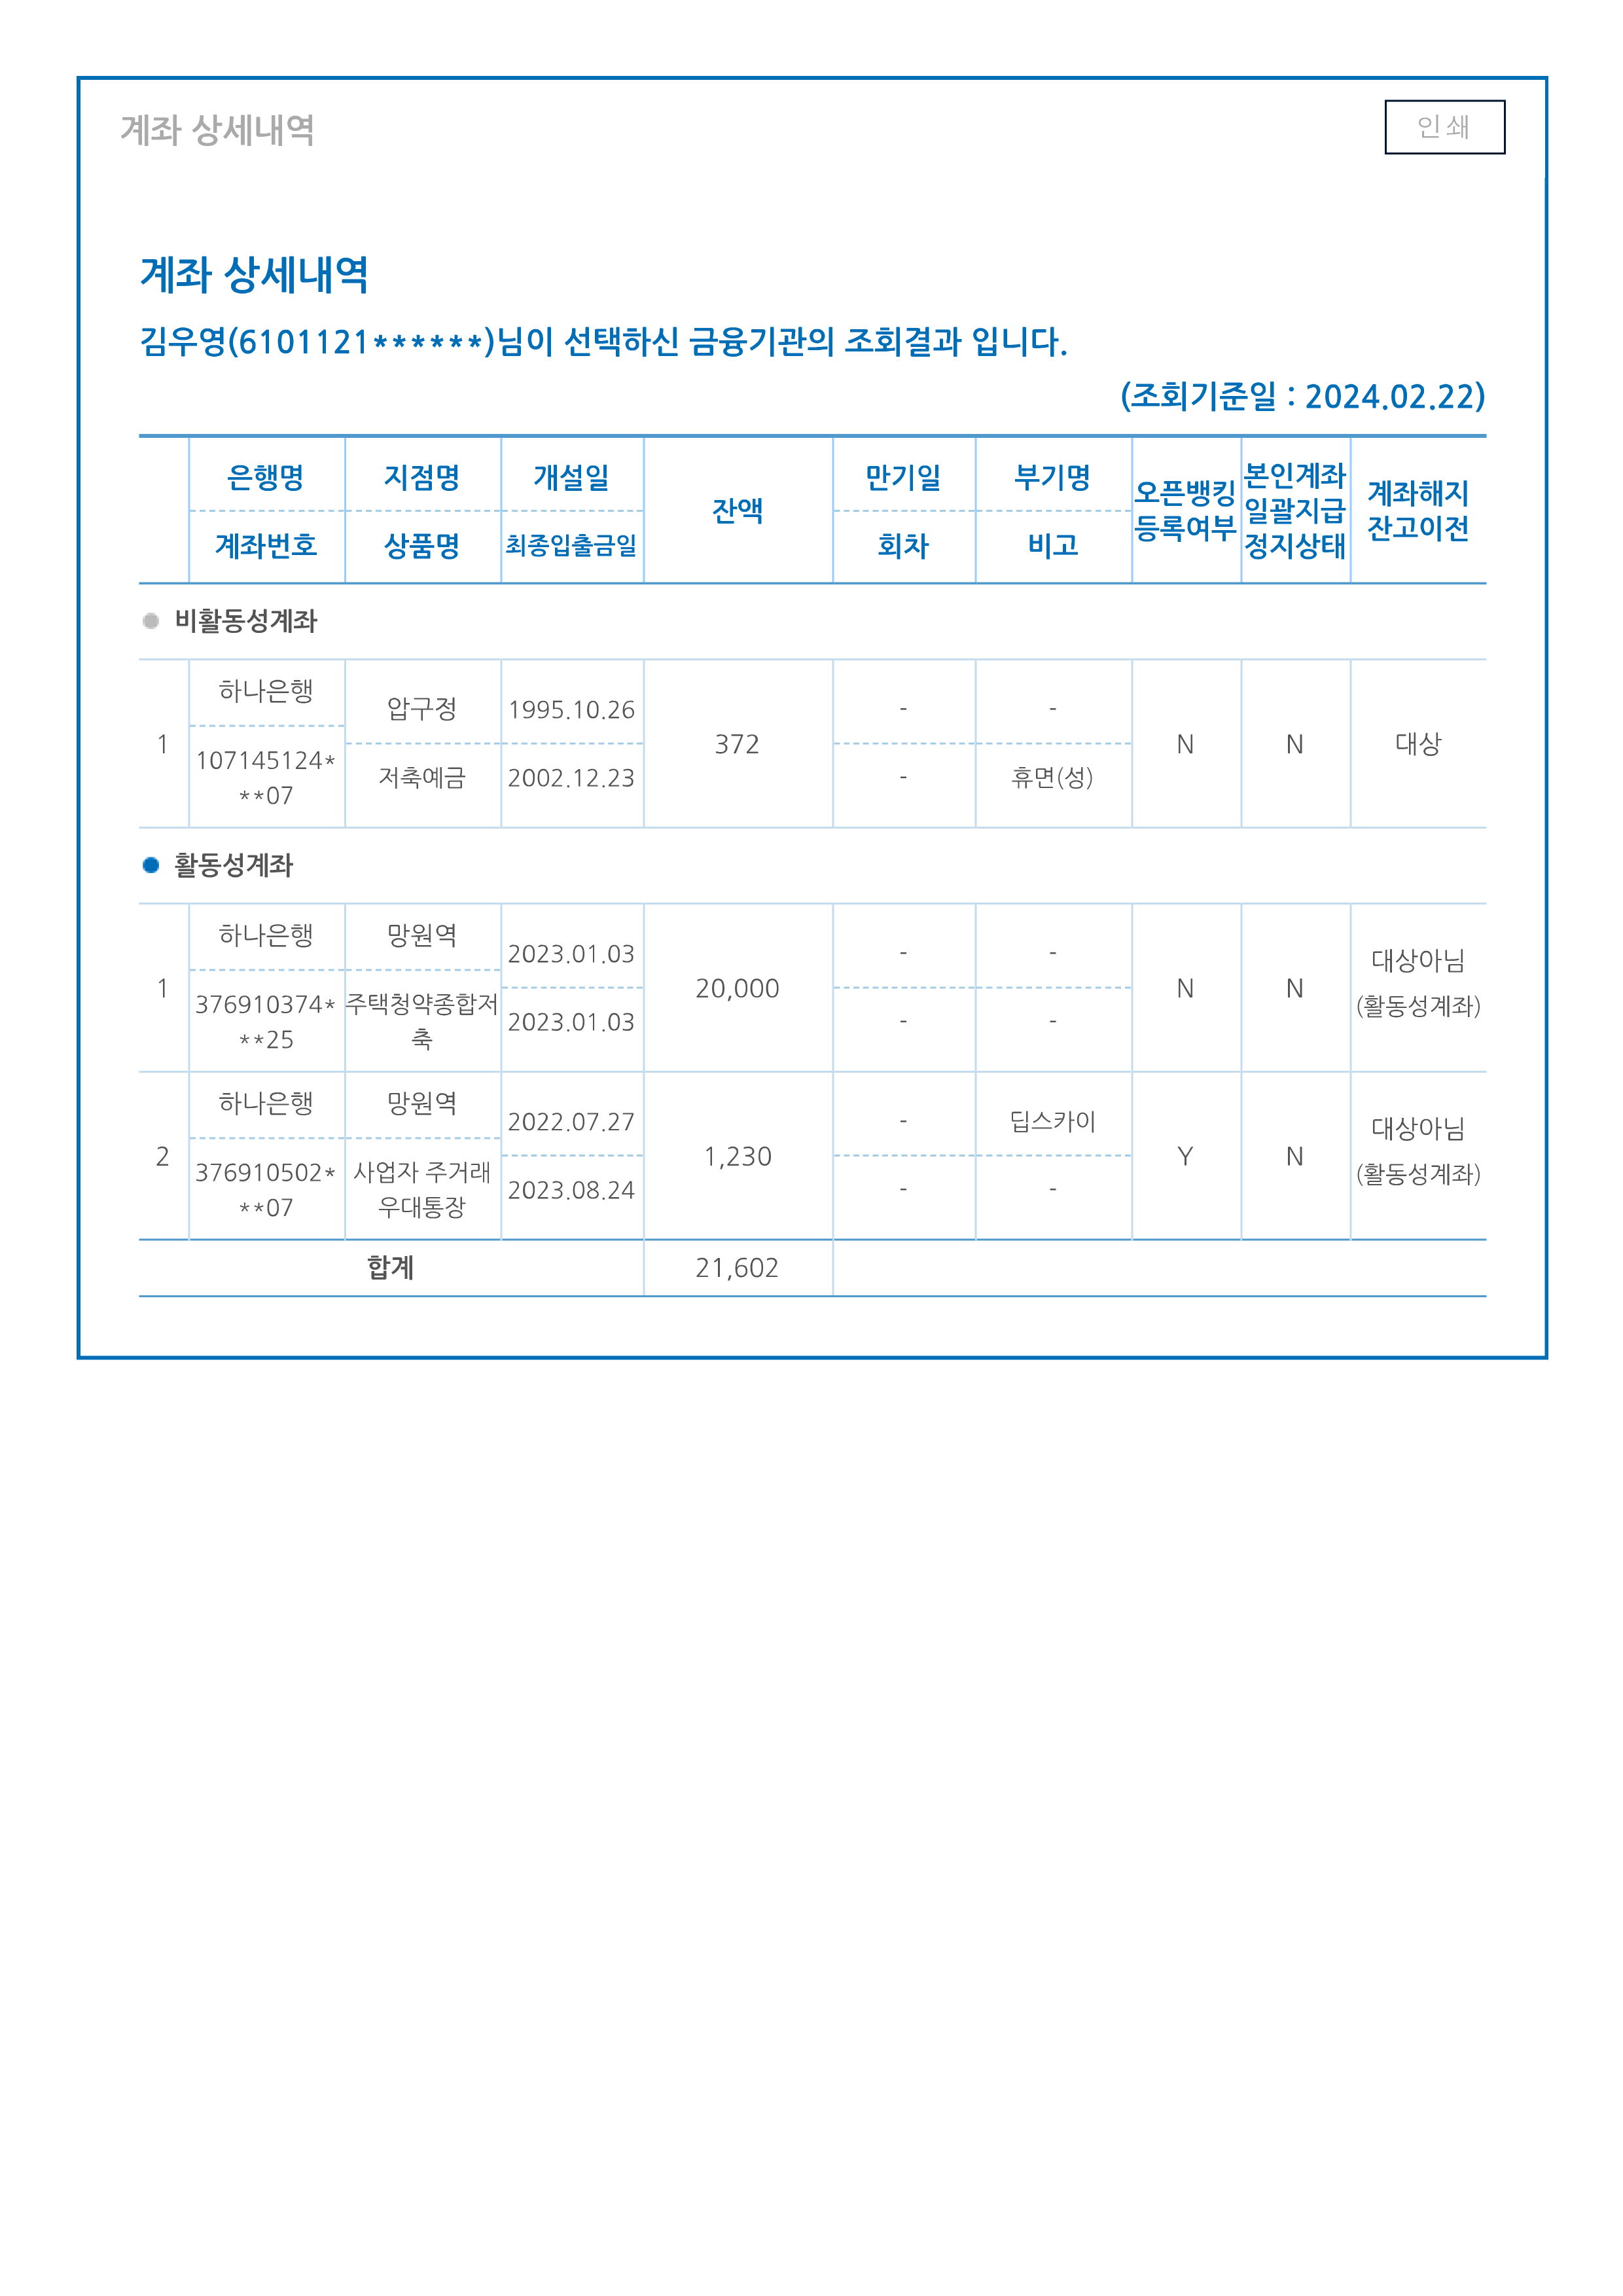 계좌 상세내역
인쇄
계좌 상세내역
김우영(6101121******)님이 선택하신 금융기관의 조회결과 입니다.
(조회기준일 : 2024.02.22)
은행명 지점명 개설일 잔액 만기일 부기명 오픈뱅킹 등록여부 본인계좌 일괄지급 정지상태 계좌해지 잔고이전
계좌번호 상품명 최종입출금일 회차 비고
비활동성계좌
1 하나은행 압구정 1995.10.26 372 - - N N 대상
107145124* 저축예금 2002.12.23 - 휴면(성)
**07
활동성계좌
1 하나은행 망원역 2023.01.03 20,000 - - N N 대상아님
376910374* 주택청약종합저 2023.01.03 - - (활동성계좌)
**25 축
2 하나은행 망원역 2022.07.27 1,230 - 딥스카이 Y N 대상아님
376910502* 사업자 주거래 2023.08.24 - - (활동성계좌)
**07 우대통장
합계 21,602